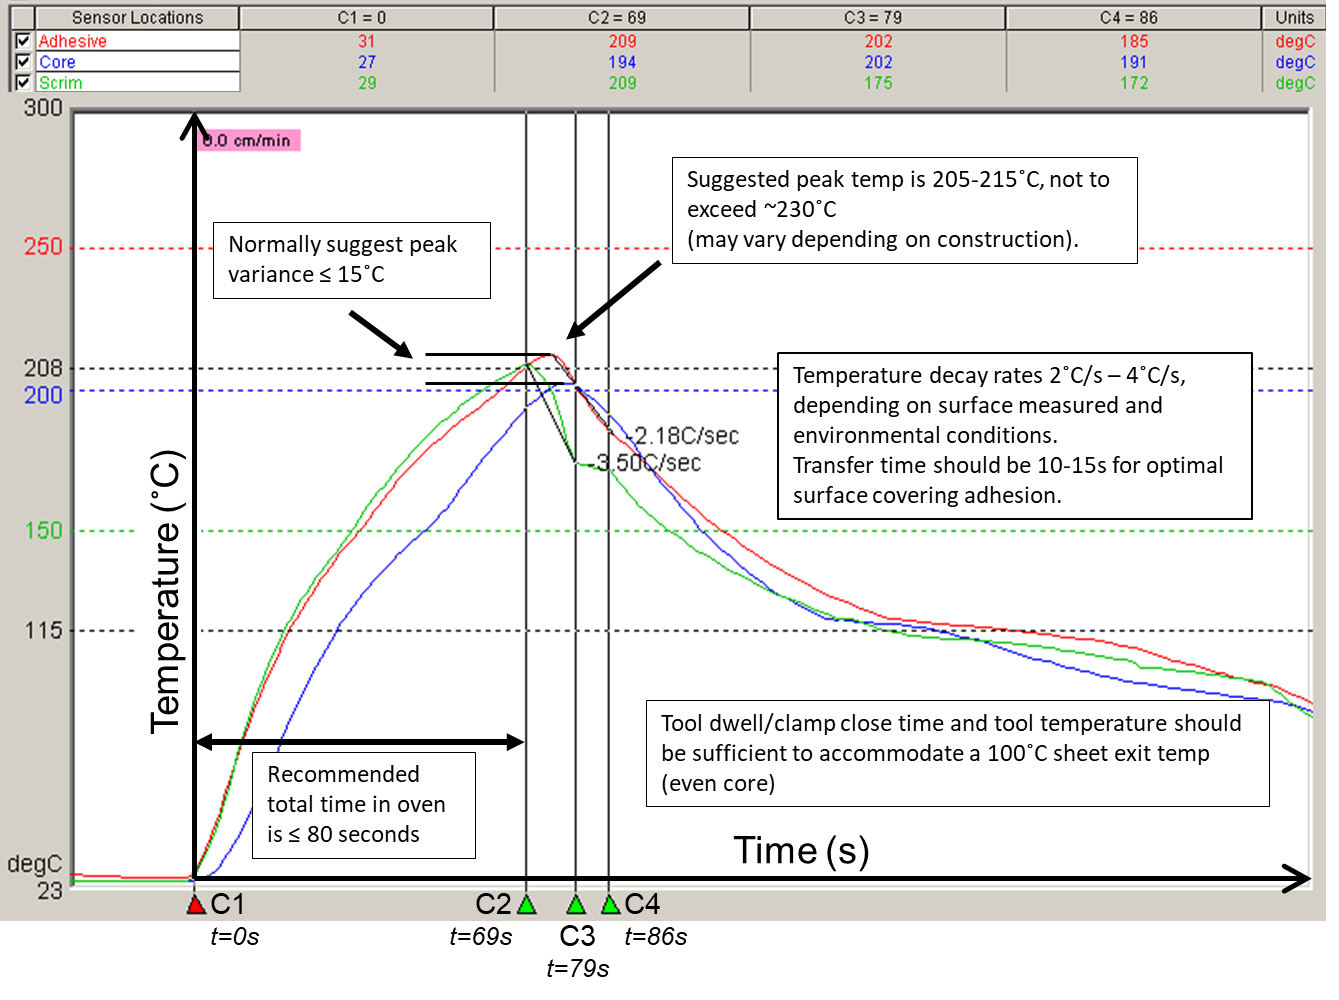 Sensor Locations C1 = 0 C2 = 69 C3 = 79 C4 = 86 Units
Adhesive 31 209 202 185 degC
Core 27 194 202 191 degC
Scrim 29 209 175 172 degC
300
0.0 cm/min
Suggested peak temp is 205-215˚C, not to
exceed ~230˚C
(may vary depending on construction).
Normally suggest peak
variance ≤ 15˚C
250
208
200
Temperature decay rates 2˚C/s – 4˚C/s,
depending on surface measured and
environmental conditions.
Transfer time should be 10-15s for optimal
surface covering adhesion.
-2.18C/sec
-3.50C/sec
Temperature (˚C)
150
115
Tool dwell/clamp close time and tool temperature should
be sufficient to accommodate a 100˚C sheet exit temp
(even core)
Recommended
total time in oven
is ≤ 80 seconds
Time (s)
degC
23
C1 C2 C3 C4
t=0s t=69s t=79s t=86s